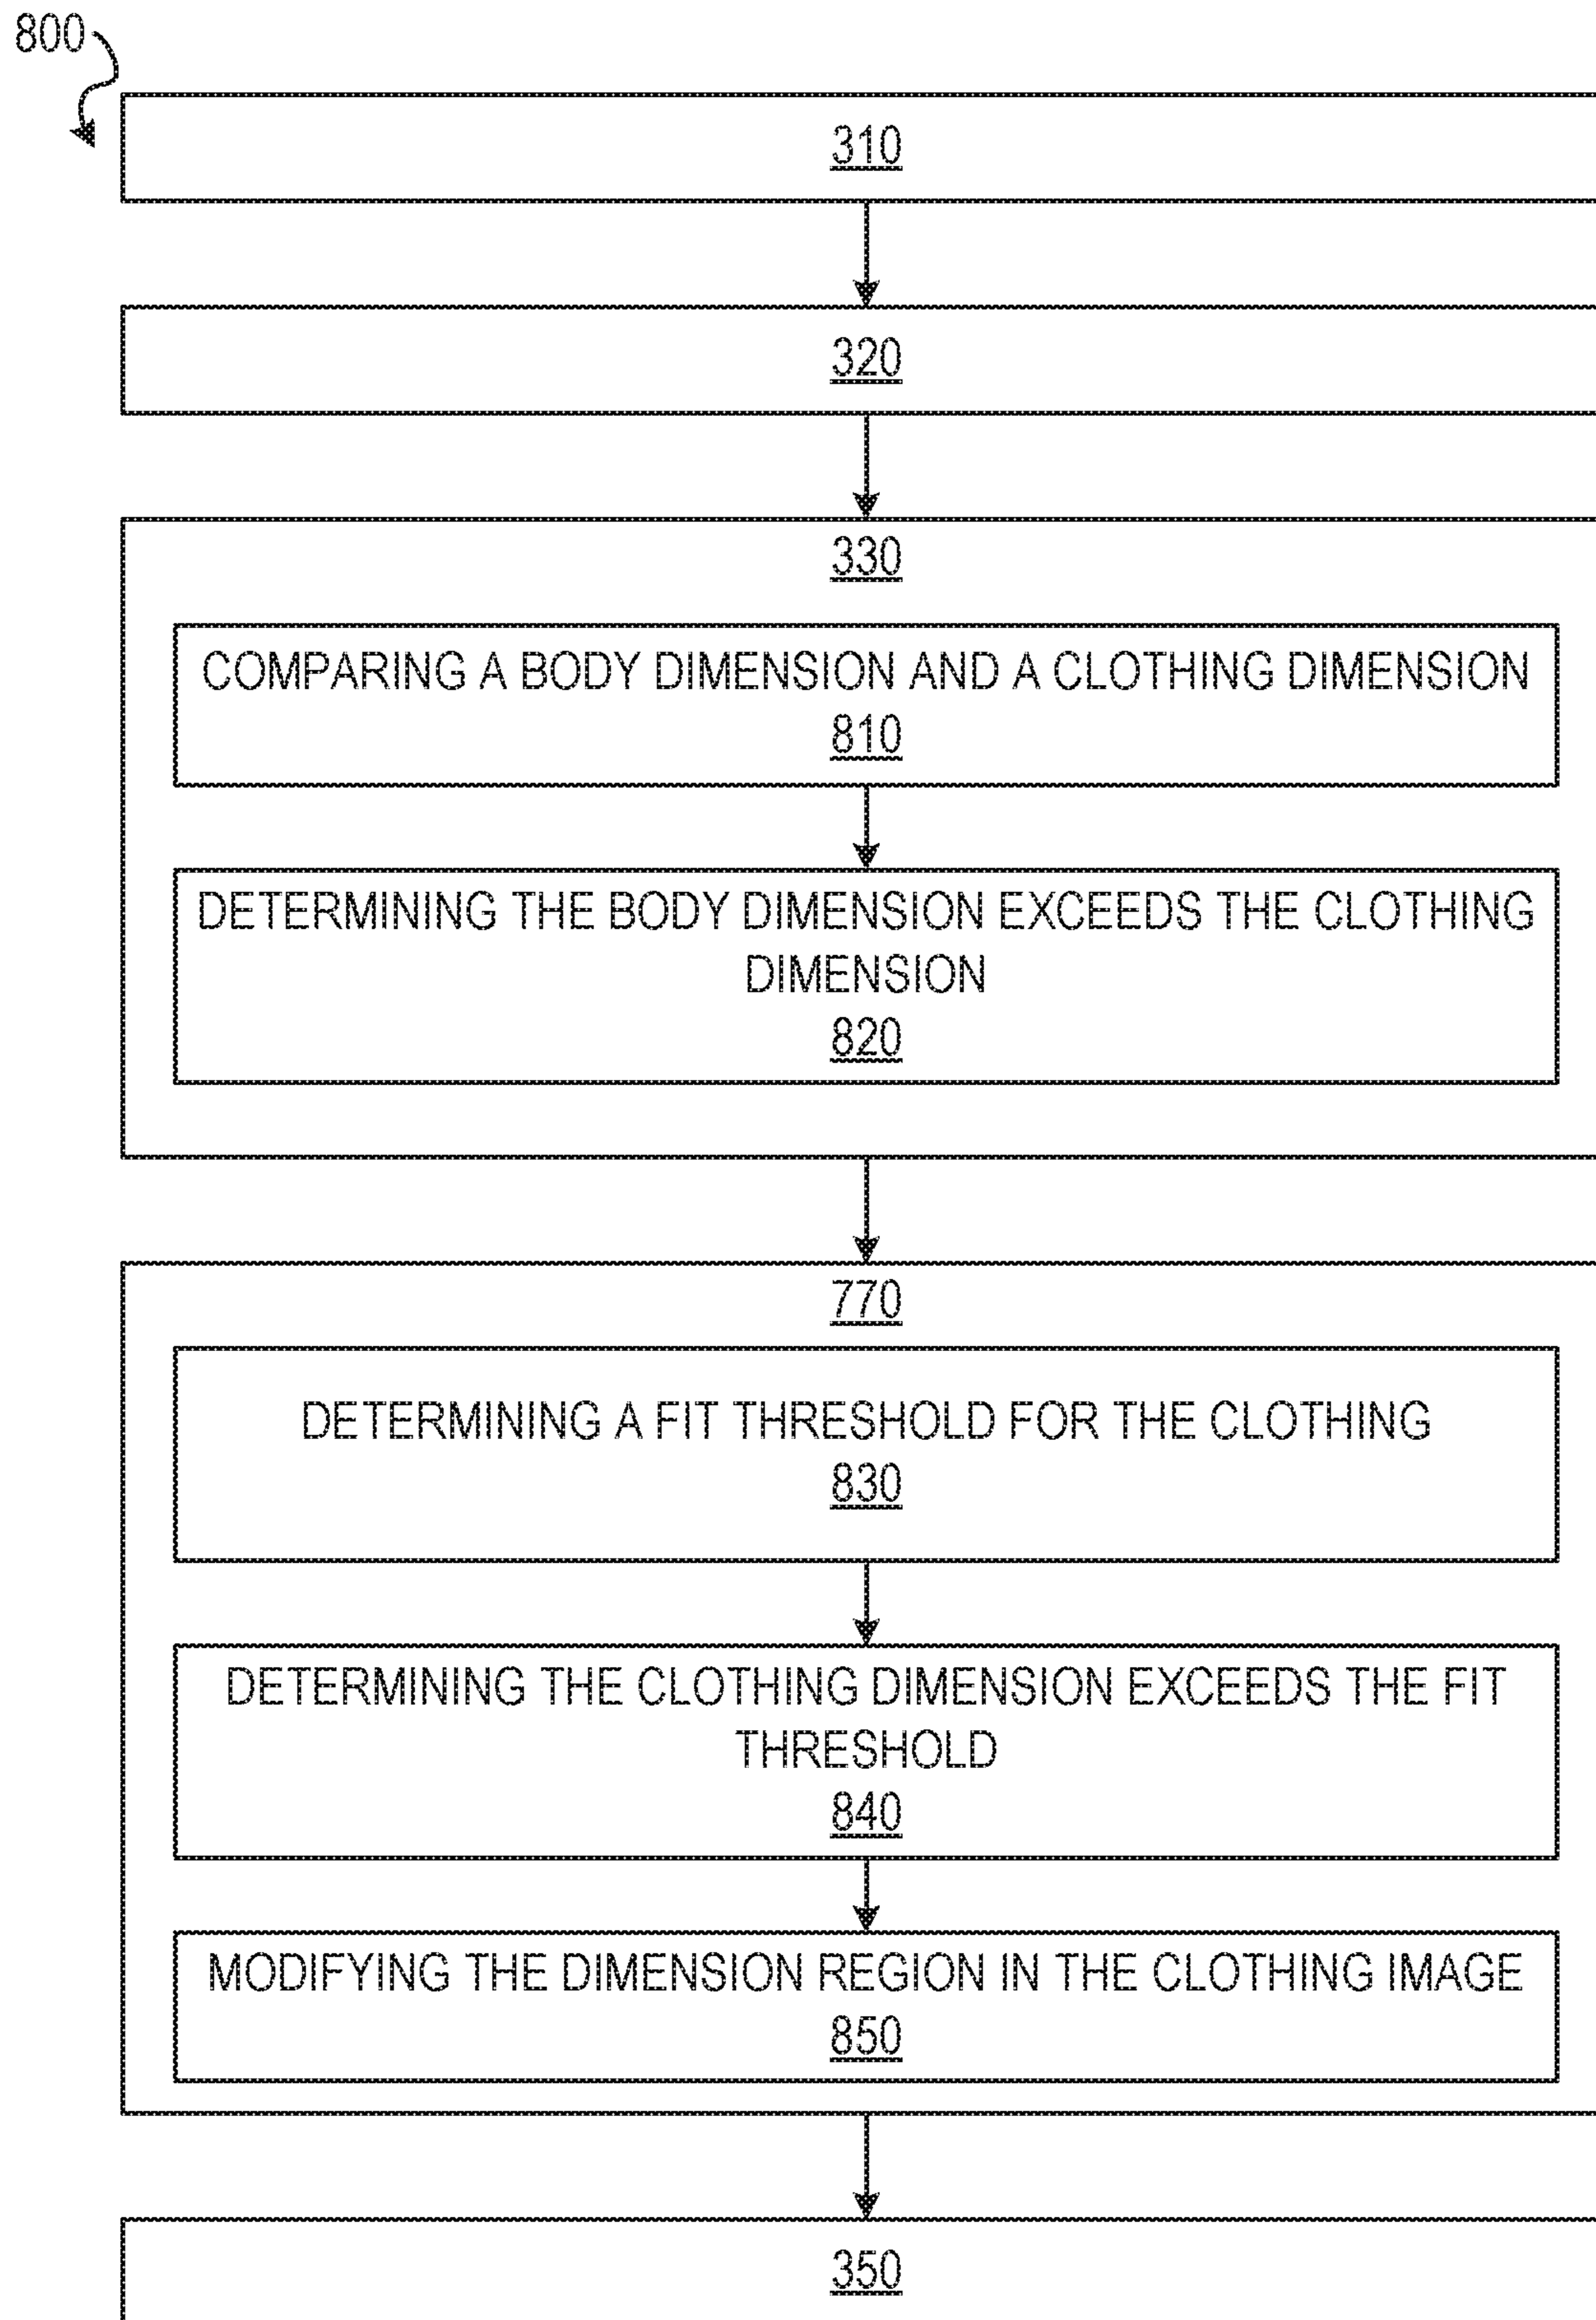 800
310
320
330
COMPARING A BODY DIMENSION AND A CLOTHING DIMENSION
810
DETERMINING THE BODY DIMENSION EXCEEDS THE CLOTHING
DIMENSION
820
770
DETERMINING A FIT THRESHOLD FOR THE CLOTHING
830
DETERMINING THE CLOTHING DIMENSION EXCEEDS THE FIT
THRESHOLD
840
MODIFYING THE DIMENSION REGION IN THE CLOTHING IMAGE
850
350